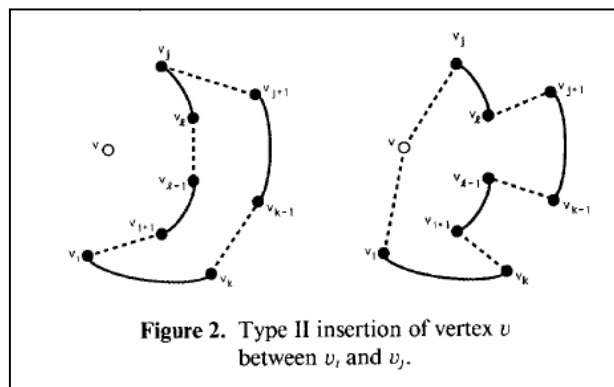 v_j
v_{j+1}
v_ℓ
v
v_{ℓ-1}
v_{i+1}
v_{k-1}
v_i
v_k
v_j
v_{j+1}
v_ℓ
v
v_{ℓ-1}
v_{k-1}
v_{i+1}
v_i
v_k
Figure 2. Type II insertion of vertex v
between v_i and v_j.